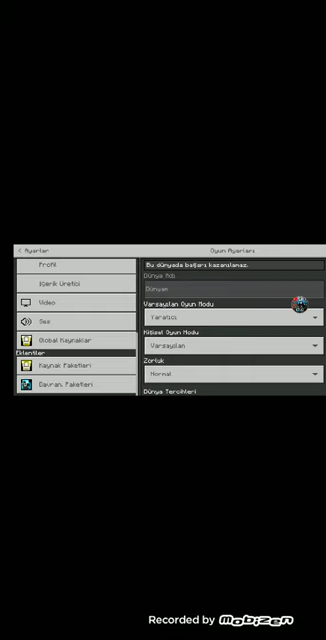 < Ayarlar
Oyun Ayarları
Profil
İçerik Üretici
Video
Ses
Global Kaynaklar
Eklentiler
Kaynak Paketleri
Davran. Paketleri
Bu dünyada başarı kazanılamaz.
Dünya Adı
Dünyam
Varsayılan Oyun Modu
Yaratıcı
Kişisel Oyun Modu
Varsayılan
Zorluk
Normal
Dünya Tercihleri
Recorded by Mobizen